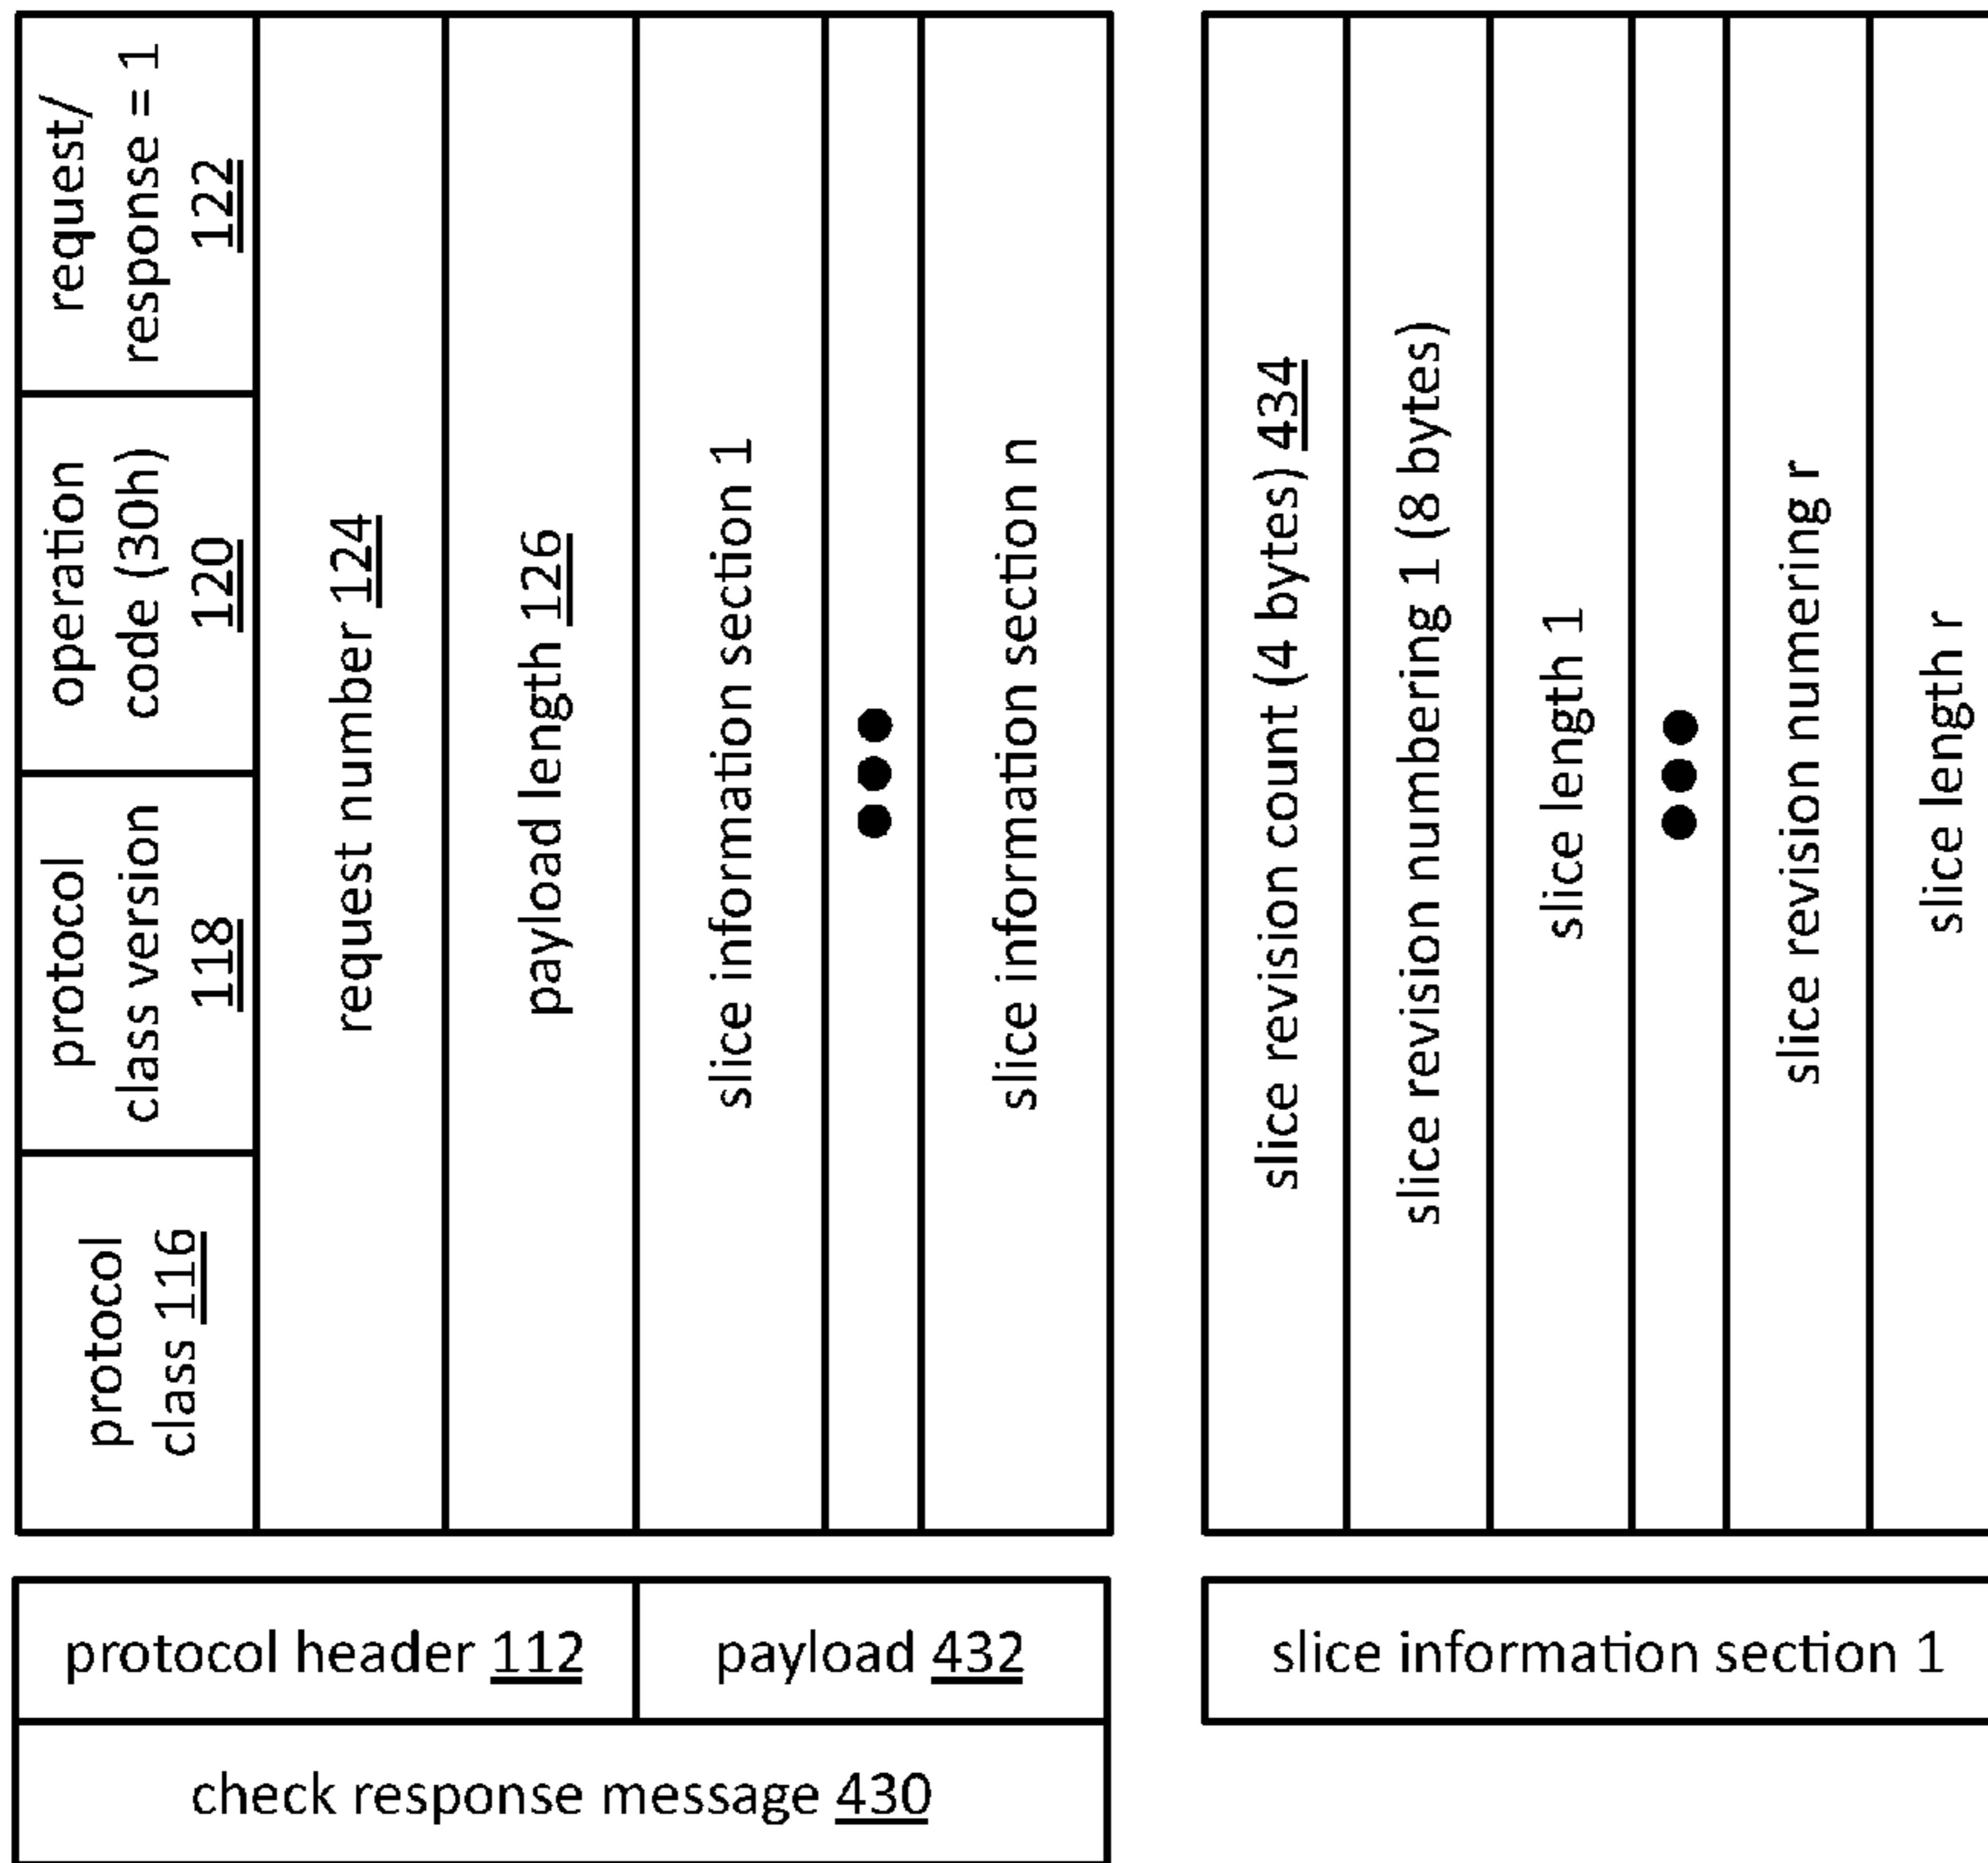 protocol
class 116
protocol
class version
118
operation
code (30h)
120
request/
response = 1
122
request number 124
payload length 126
slice information section 1
slice information section n
protocol header 112
payload 432
check response message 430
slice revision count (4 bytes) 434
slice revision numbering 1 (8 bytes)
slice length 1
slice revision numering r
slice length r
slice information section 1